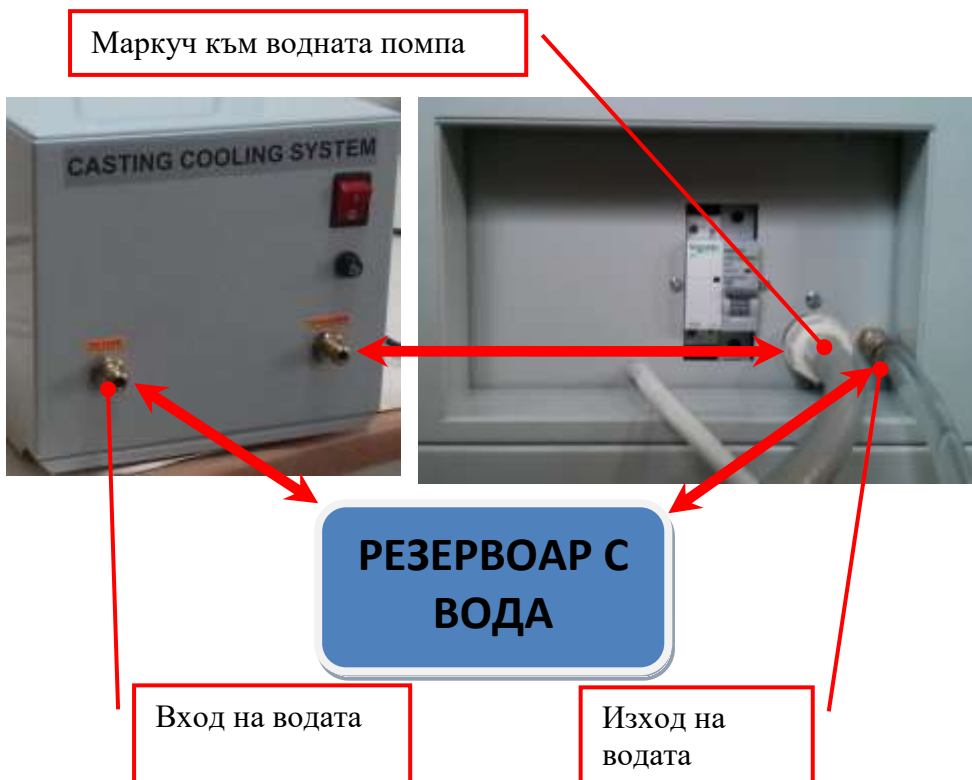 Маркуч към водната помпа
CASTING COOLING SYSTEM
РЕЗЕРВОАР С
ВОДА
Вход на водата
Изход на
водата